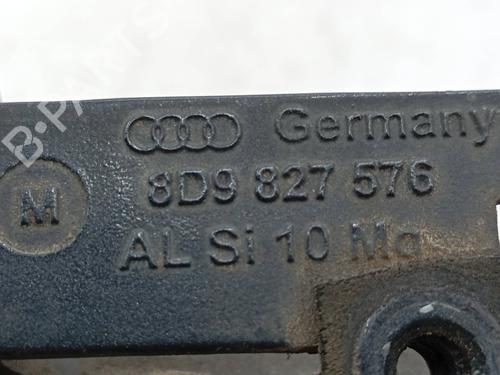 Germany
8D9 827 576
M
AL Si 10 Mg
B-PARTS